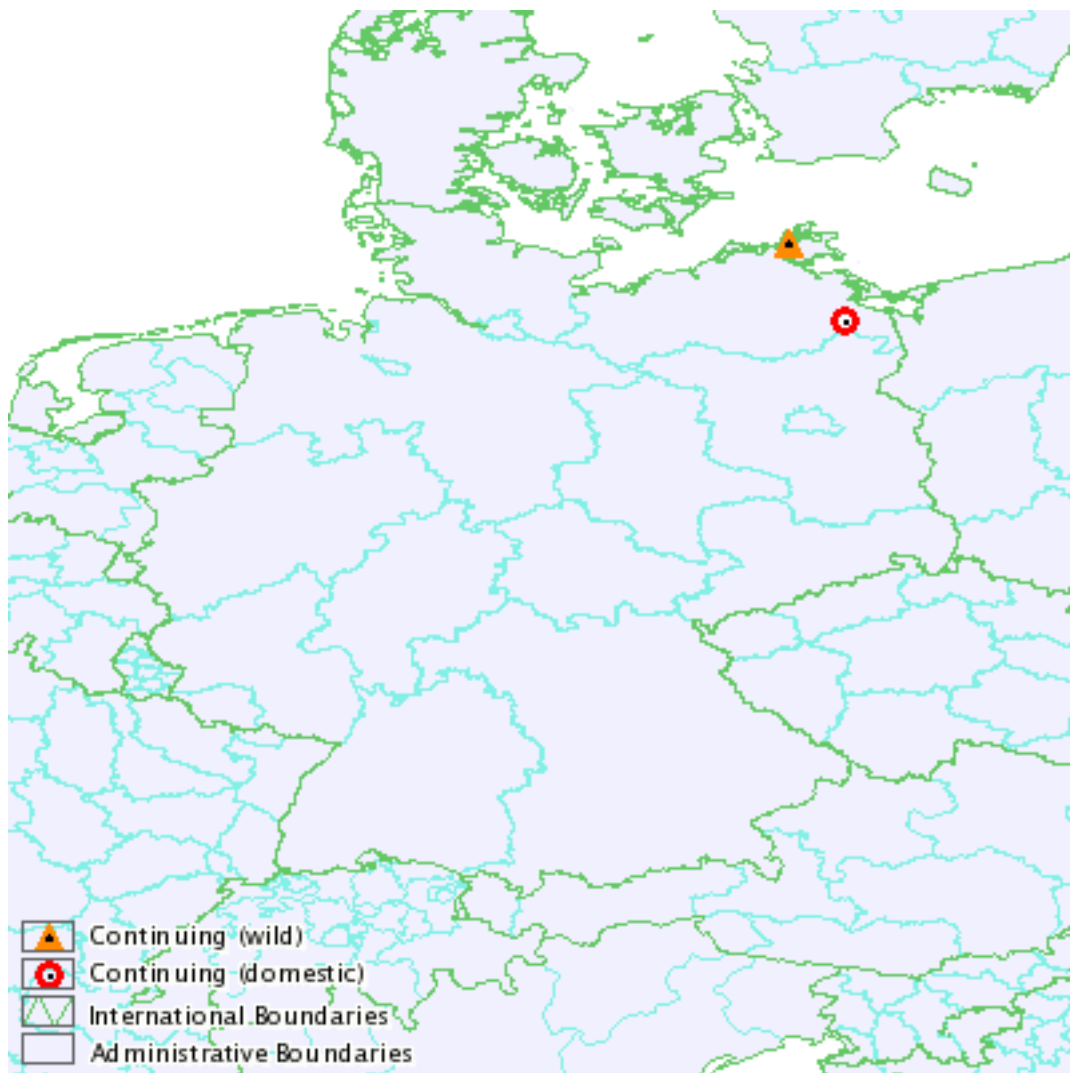 Continuing (wild)
Continuing (domestic)
International Boundaries
Administrative Boundaries